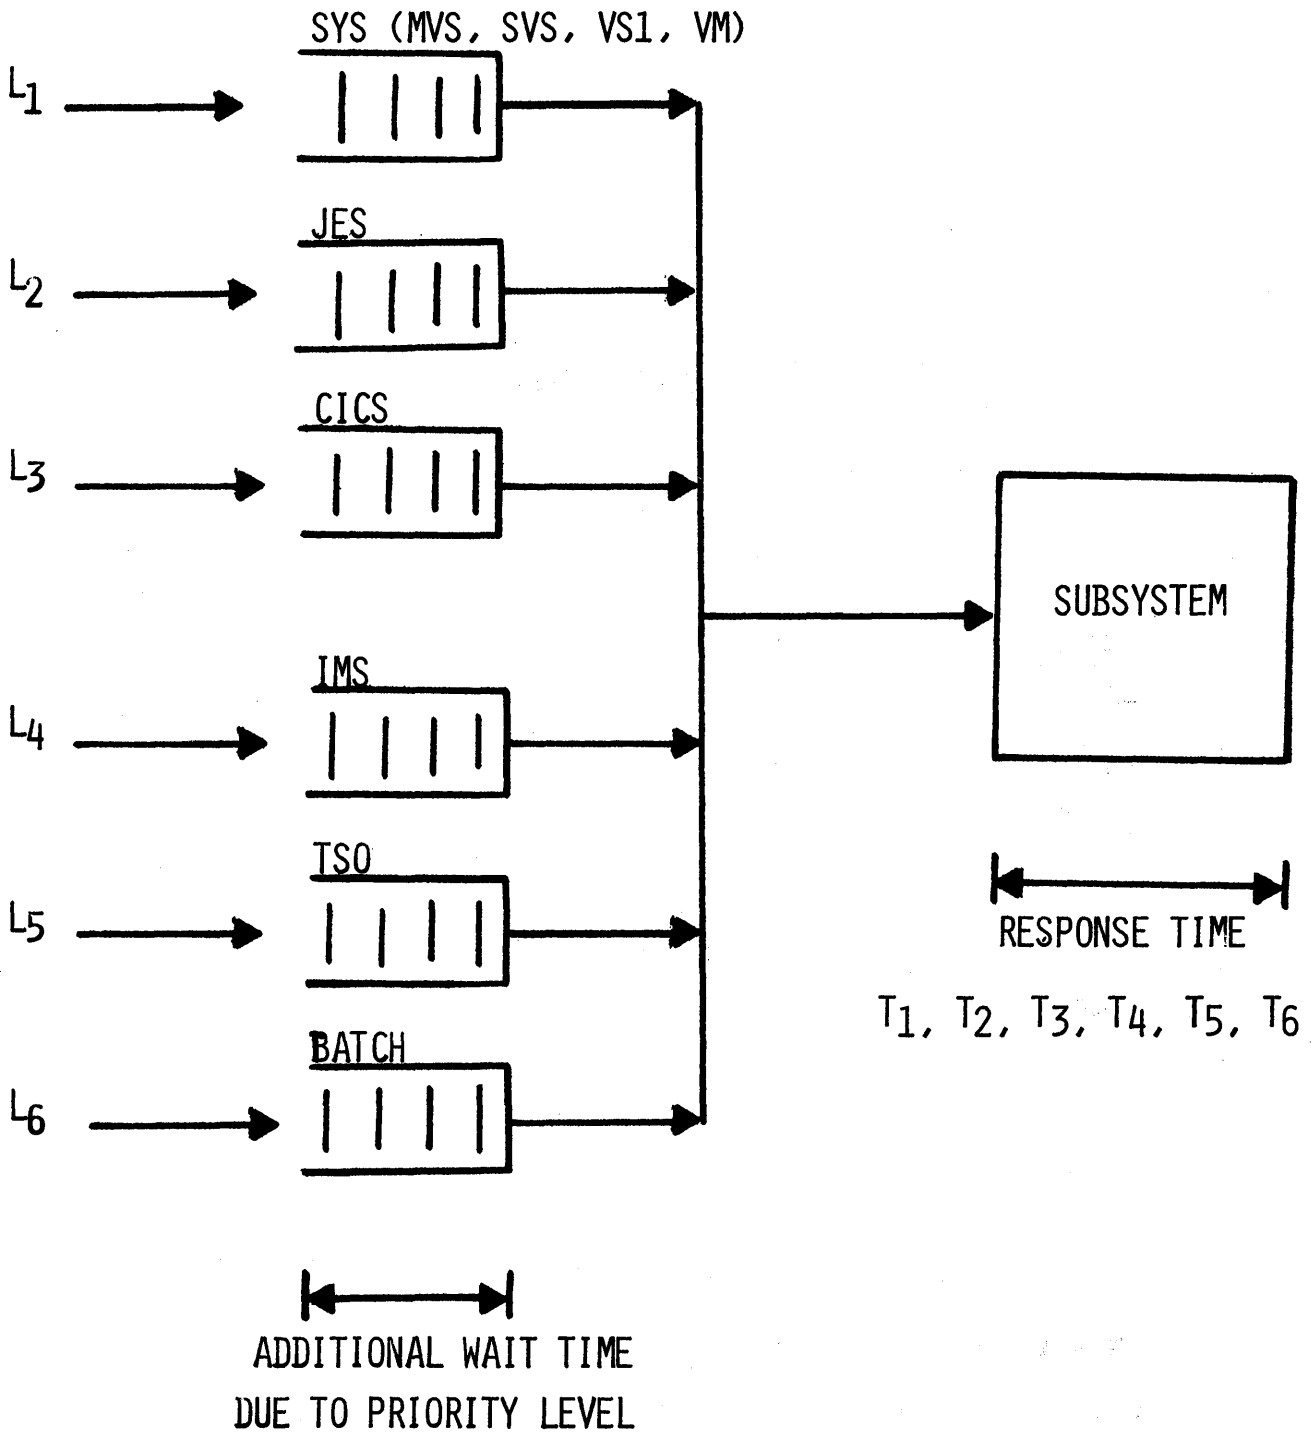 SYS (MVS, SVS, VS1, VM)
L1
JES
L2
CICS
L3
SUBSYSTEM
IMS
L4
TSO
L5
RESPONSE TIME
T1, T2, T3, T4, T5, T6
BATCH
L6
ADDITIONAL WAIT TIME
DUE TO PRIORITY LEVEL